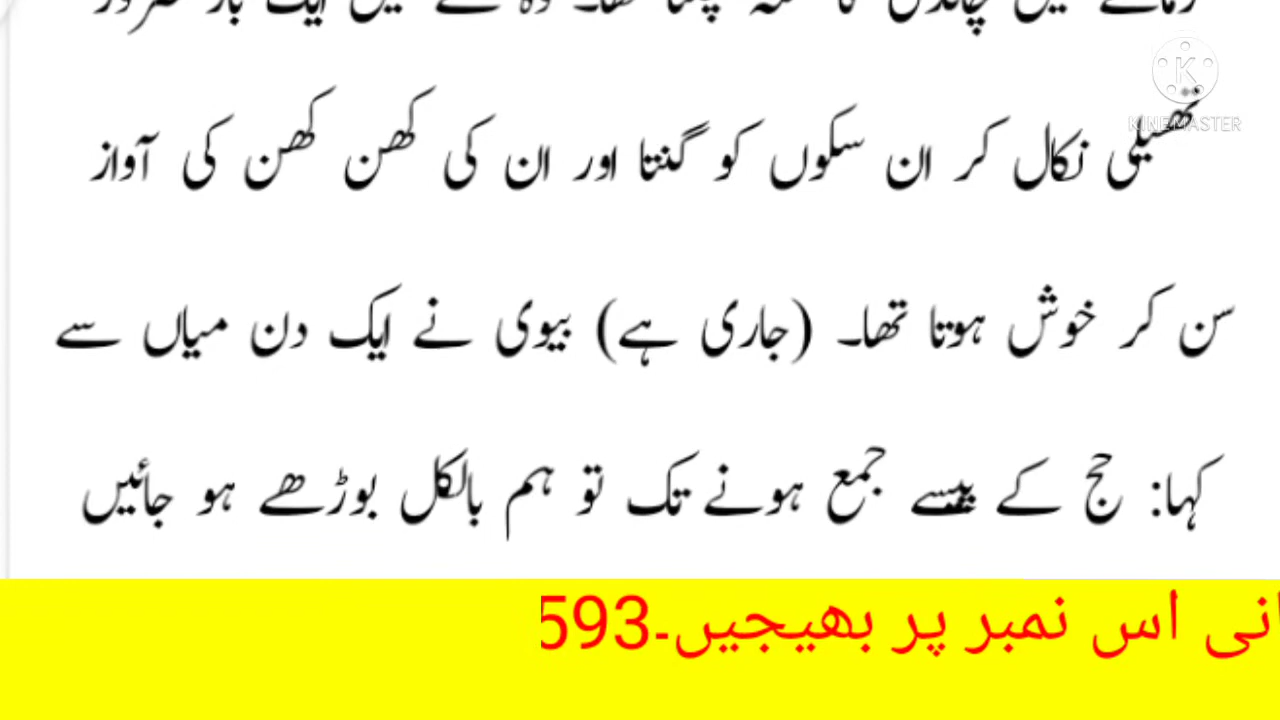 KINEMASTER
تھیلی نکال کر ان سکوں کو گنتا اور ان کی کھن کھن کی آواز
سن کر خوش ہوتا تھا۔ (جاری ہے) بیوی نے ایک دن میاں سے
کہا: حج کے پیسے جمع ہونے تک تو ہم بالکل بوڑھے ہو جائیں
اس نمبر پر بھیجیں۔593